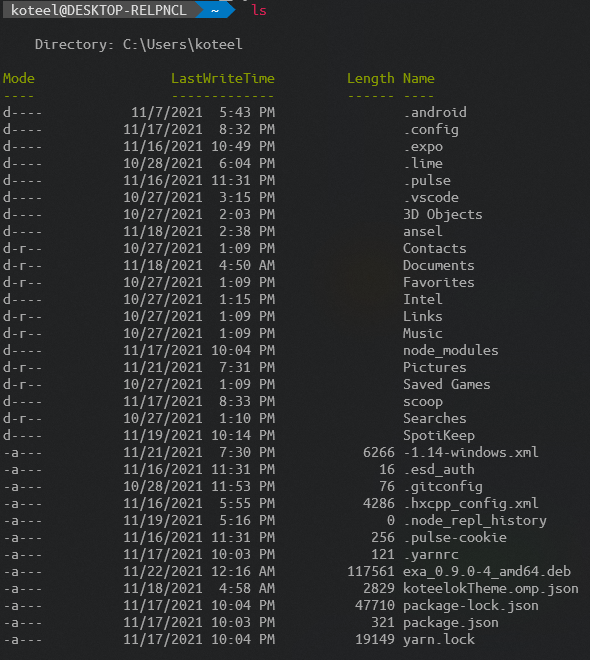 koteel@DESKTOP-RELPNCL ~ ls
Directory: C:\Users\koteel
Mode LastWriteTime Length Name
---- ------------- ------ ----
d---- 11/7/2021 5:43 PM .android
d---- 11/17/2021 8:32 PM .config
d---- 11/16/2021 10:49 PM .expo
d---- 10/28/2021 6:04 PM .lime
d---- 11/16/2021 11:31 PM .pulse
d---- 10/27/2021 3:15 PM .vscode
d---- 10/27/2021 2:03 PM 3D Objects
d---- 11/18/2021 2:38 PM ansel
d-r-- 10/27/2021 1:09 PM Contacts
d-r-- 11/18/2021 4:50 AM Documents
d-r-- 10/27/2021 1:09 PM Favorites
d---- 10/27/2021 1:15 PM Intel
d-r-- 10/27/2021 1:09 PM Links
d-r-- 10/27/2021 1:09 PM Music
d---- 11/17/2021 10:04 PM node_modules
d-r-- 11/21/2021 7:31 PM Pictures
d-r-- 10/27/2021 1:09 PM Saved Games
d---- 11/17/2021 8:33 PM scoop
d-r-- 10/27/2021 1:10 PM Searches
d---- 11/19/2021 10:14 PM SpotiKeep
-a--- 11/21/2021 7:30 PM 6266 -1.14-windows.xml
-a--- 11/16/2021 11:31 PM 16 .esd_auth
-a--- 10/28/2021 11:53 PM 76 .gitconfig
-a--- 11/16/2021 5:55 PM 4286 .hxcpp_config.xml
-a--- 11/19/2021 5:16 PM 0 .node_repl_history
-a--- 11/16/2021 11:31 PM 256 .pulse-cookie
-a--- 11/17/2021 10:03 PM 121 .yarnrc
-a--- 11/22/2021 12:16 AM 117561 exa_0.9.0-4_amd64.deb
-a--- 11/18/2021 4:58 AM 2829 koteelokTheme.omp.json
-a--- 11/17/2021 10:04 PM 47710 package-lock.json
-a--- 11/17/2021 10:03 PM 321 package.json
-a--- 11/17/2021 10:04 PM 19149 yarn.lock